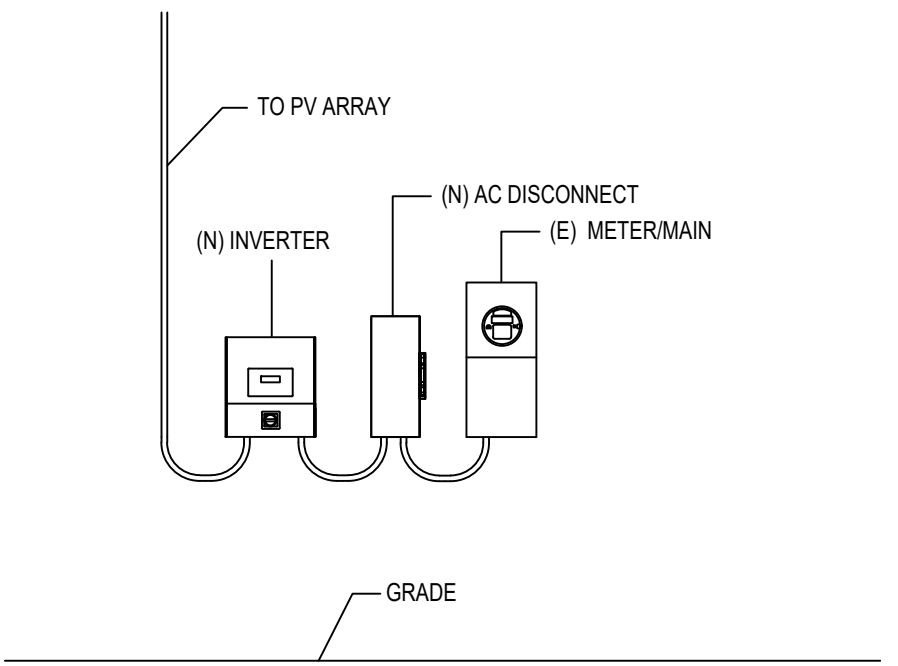 TO PV ARRAY
(N) AC DISCONNECT
(E) METER/MAIN
(N) INVERTER
GRADE